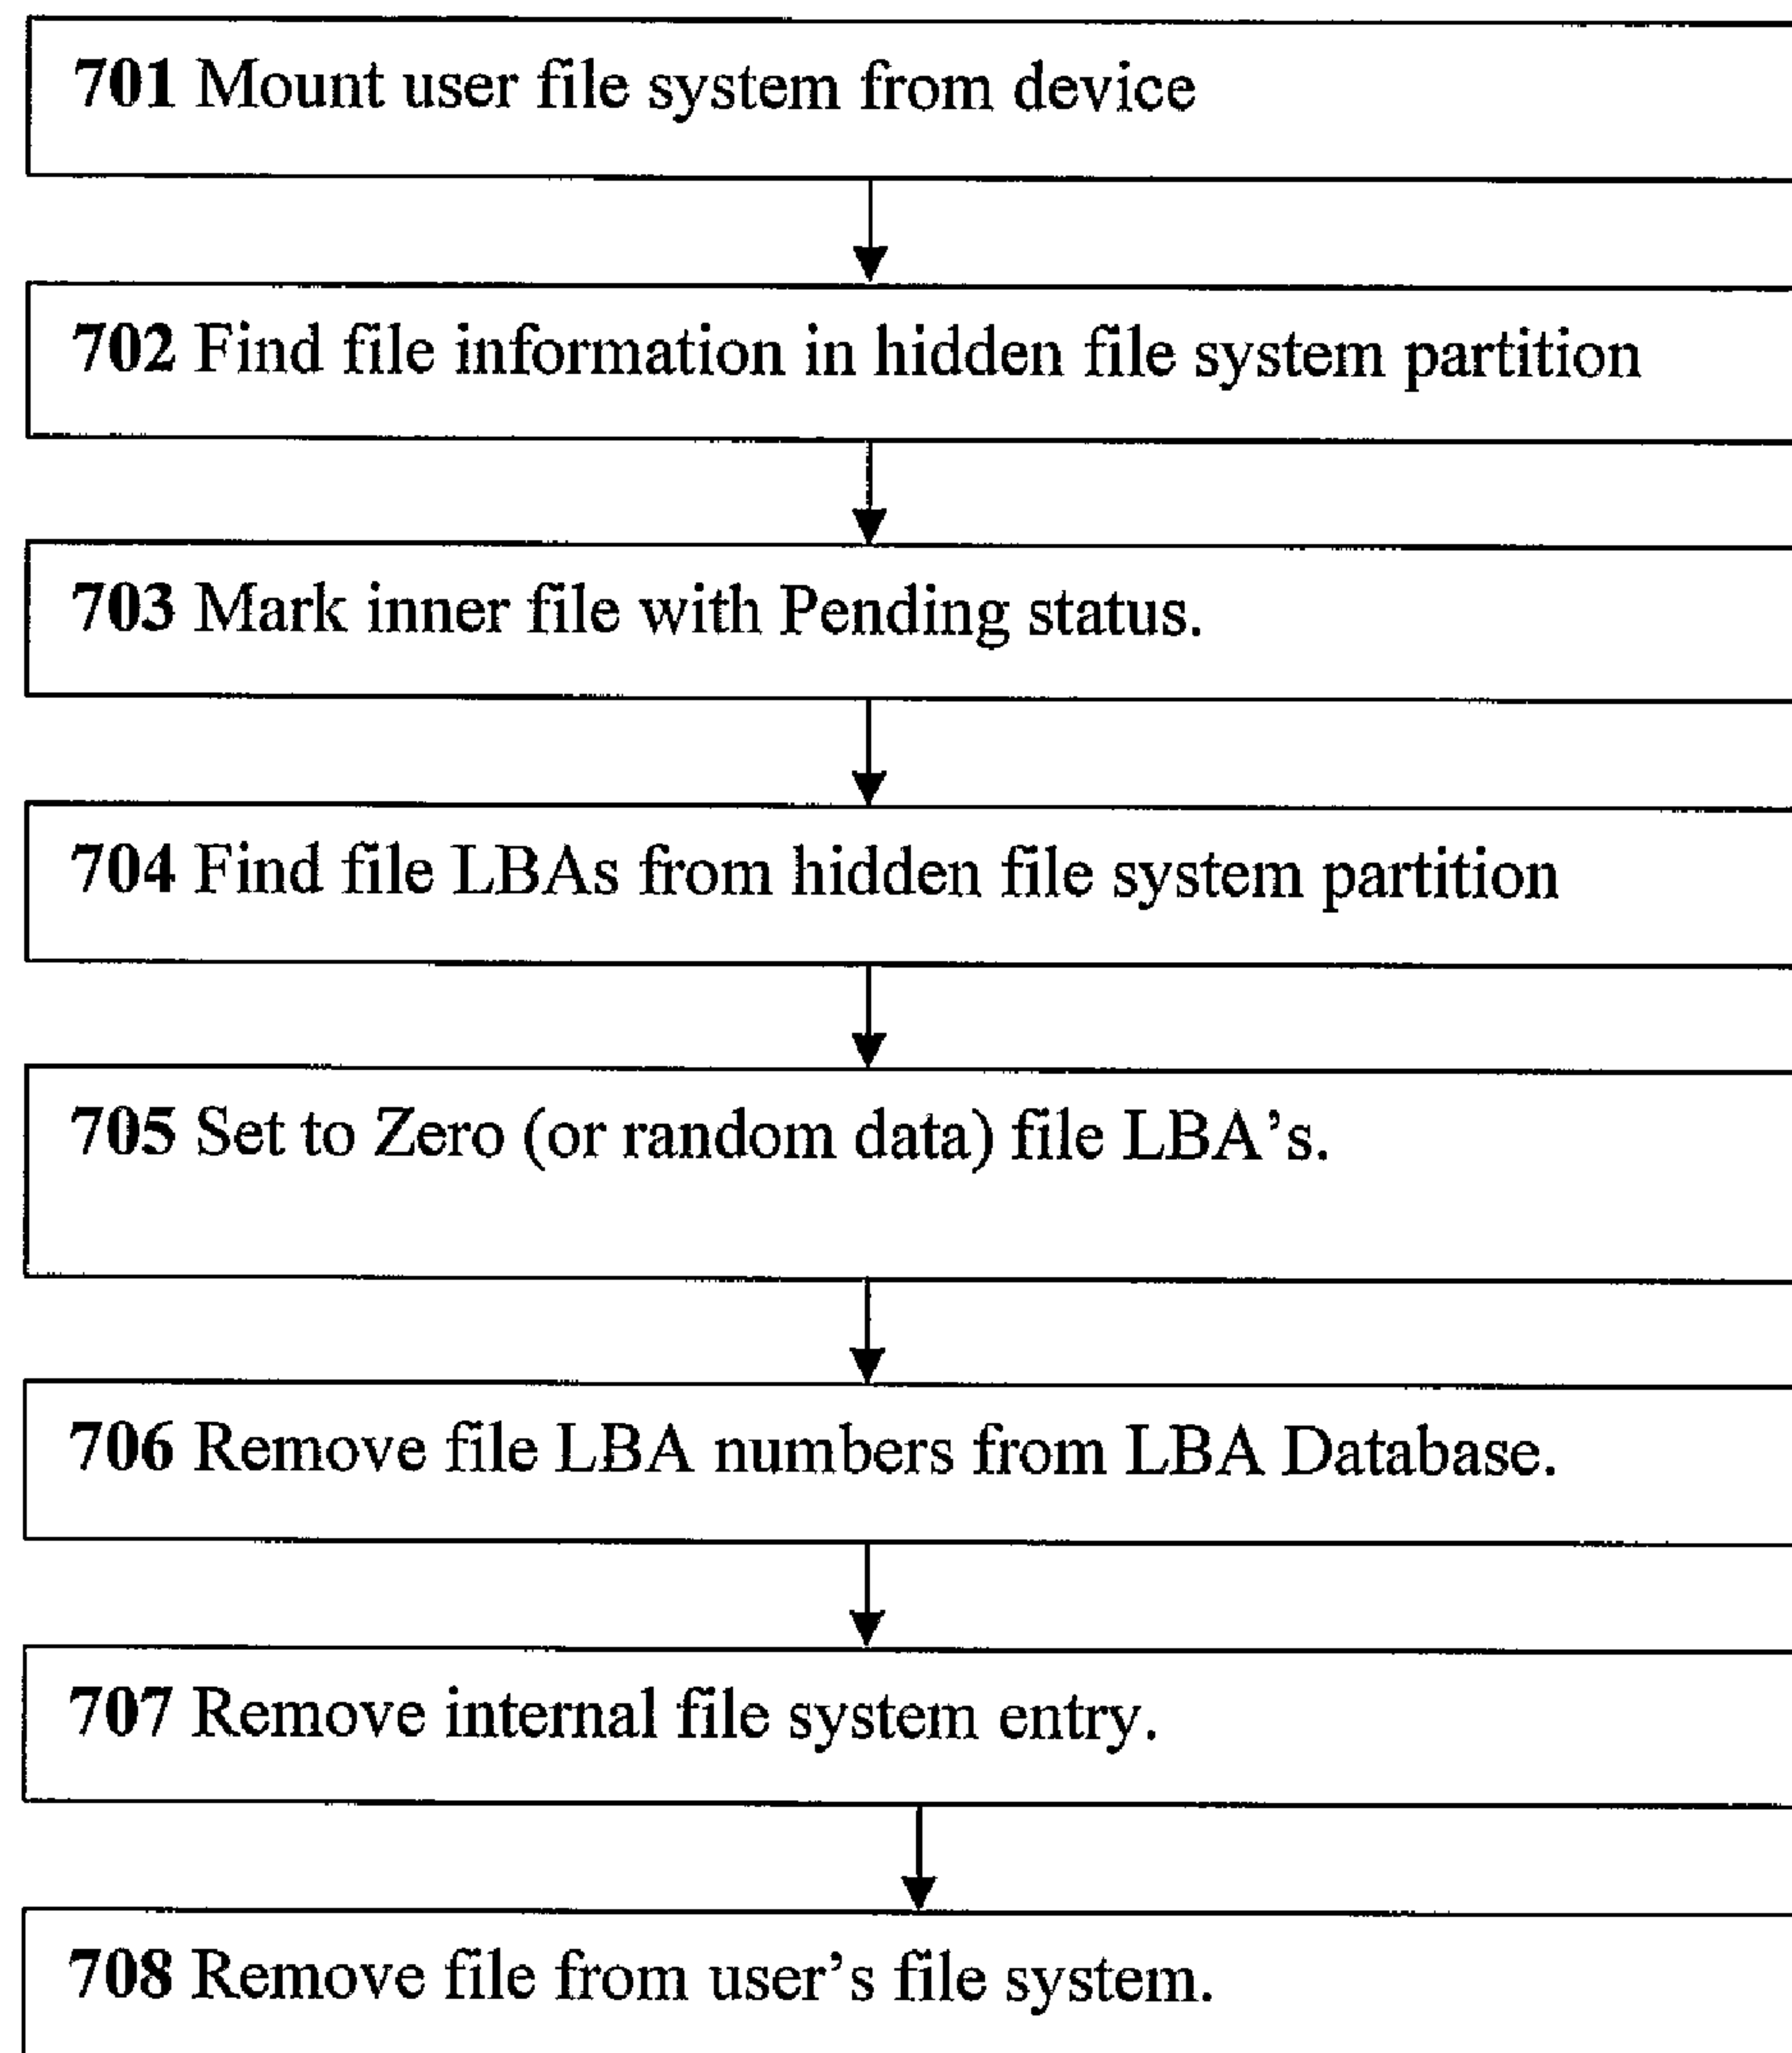 701 Mount user file system from device
702 Find file information in hidden file system partition
703 Mark inner file with Pending status.
704 Find file LBAs from hidden file system partition
705 Set to Zero (or random data) file LBA's.
706 Remove file LBA numbers from LBA Database.
707 Remove internal file system entry.
708 Remove file from user's file system.